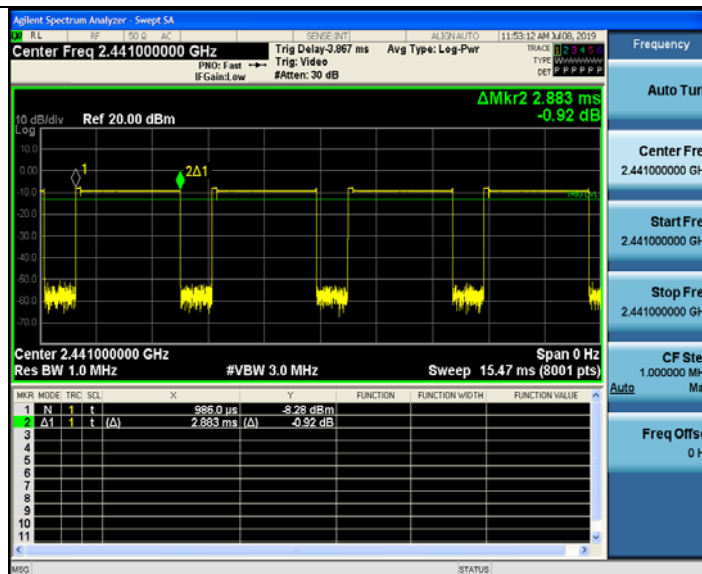 Agilent Spectrum Analyzer - Swept SA
RL RF 50 Ω AC SENSE:INT ALIGN AUTO 11:53:12 AM Jul 08, 2019
Center Freq 2.441000000 GHz
PNO: Fast
IFGain:Low
Trig Delay-3.867 ms
Trig: Video
#Atten: 30 dB
Avg Type: Log-Pwr
TRACE 1 2 3 4 5 6
TYPE WWWWWW
DET P P P P P P
ΔMkr2 2.883 ms
-0.92 dB
10 dB/div Ref 20.00 dBm
Log
10.0
0.00
-10.0
-20.0
-30.0
-40.0
-50.0
-60.0
-70.0
1
2Δ1
Center 2.441000000 GHz Span 0 Hz
Res BW 1.0 MHz #VBW 3.0 MHz Sweep 15.47 ms (8001 pts)
MKR MODE TRC SCL X Y FUNCTION FUNCTION WIDTH FUNCTION VALUE
1 N 1 t 986.0 µs -8.28 dBm
2 Δ1 1 t (Δ) 2.883 ms (Δ) -0.92 dB
3
4
5
6
7
8
9
10
11
MSG STATUS
Frequency
Auto Tun
Center Fre
2.441000000 GH
Start Fre
2.441000000 GH
Stop Fre
2.441000000 GH
CF Ste
1.000000 MH
Auto Ma
Freq Offs
0 H